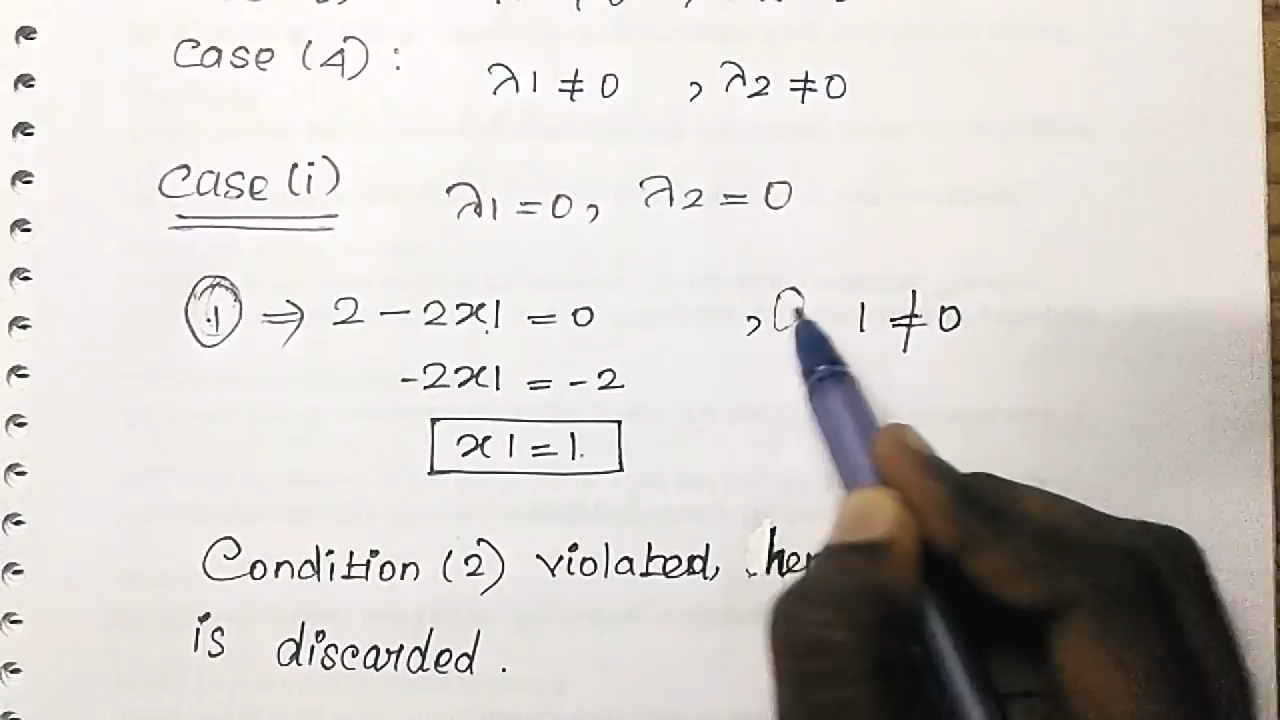 Case (4) : λ1 ≠ 0 , λ2 ≠ 0
Case (i) λ1 = 0, λ2 = 0
① ⇒ 2 - 2x1 = 0 , 1 ≠ 0
-2x1 = -2
x1 = 1.
Condition (2) violated,
is discarded.